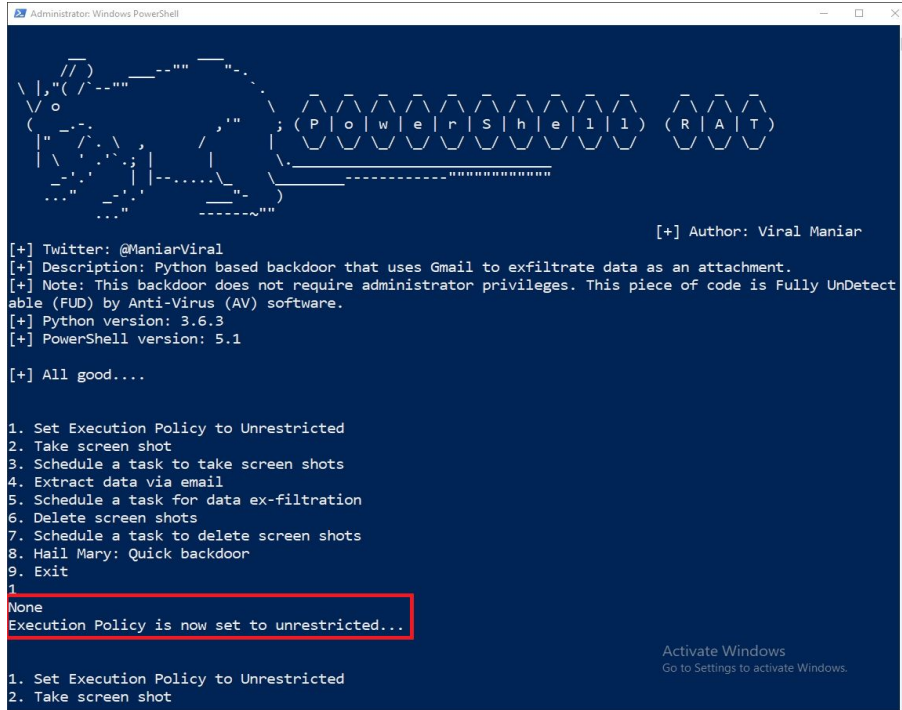 Administrator: Windows PowerShell
( P | o | w | e | r | S | h | e | l | l ) ( R | A | T )
[+] Author: Viral Maniar
[+] Twitter: @ManiarViral
[+] Description: Python based backdoor that uses Gmail to exfiltrate data as an attachment.
[+] Note: This backdoor does not require administrator privileges. This piece of code is Fully UnDetect
able (FUD) by Anti-Virus (AV) software.
[+] Python version: 3.6.3
[+] PowerShell version: 5.1
[+] All good....
1. Set Execution Policy to Unrestricted
2. Take screen shot
3. Schedule a task to take screen shots
4. Extract data via email
5. Schedule a task for data ex-filtration
6. Delete screen shots
7. Schedule a task to delete screen shots
8. Hail Mary: Quick backdoor
9. Exit
1
None
Execution Policy is now set to unrestricted...
Activate Windows
Go to Settings to activate Windows.
1. Set Execution Policy to Unrestricted
2. Take screen shot